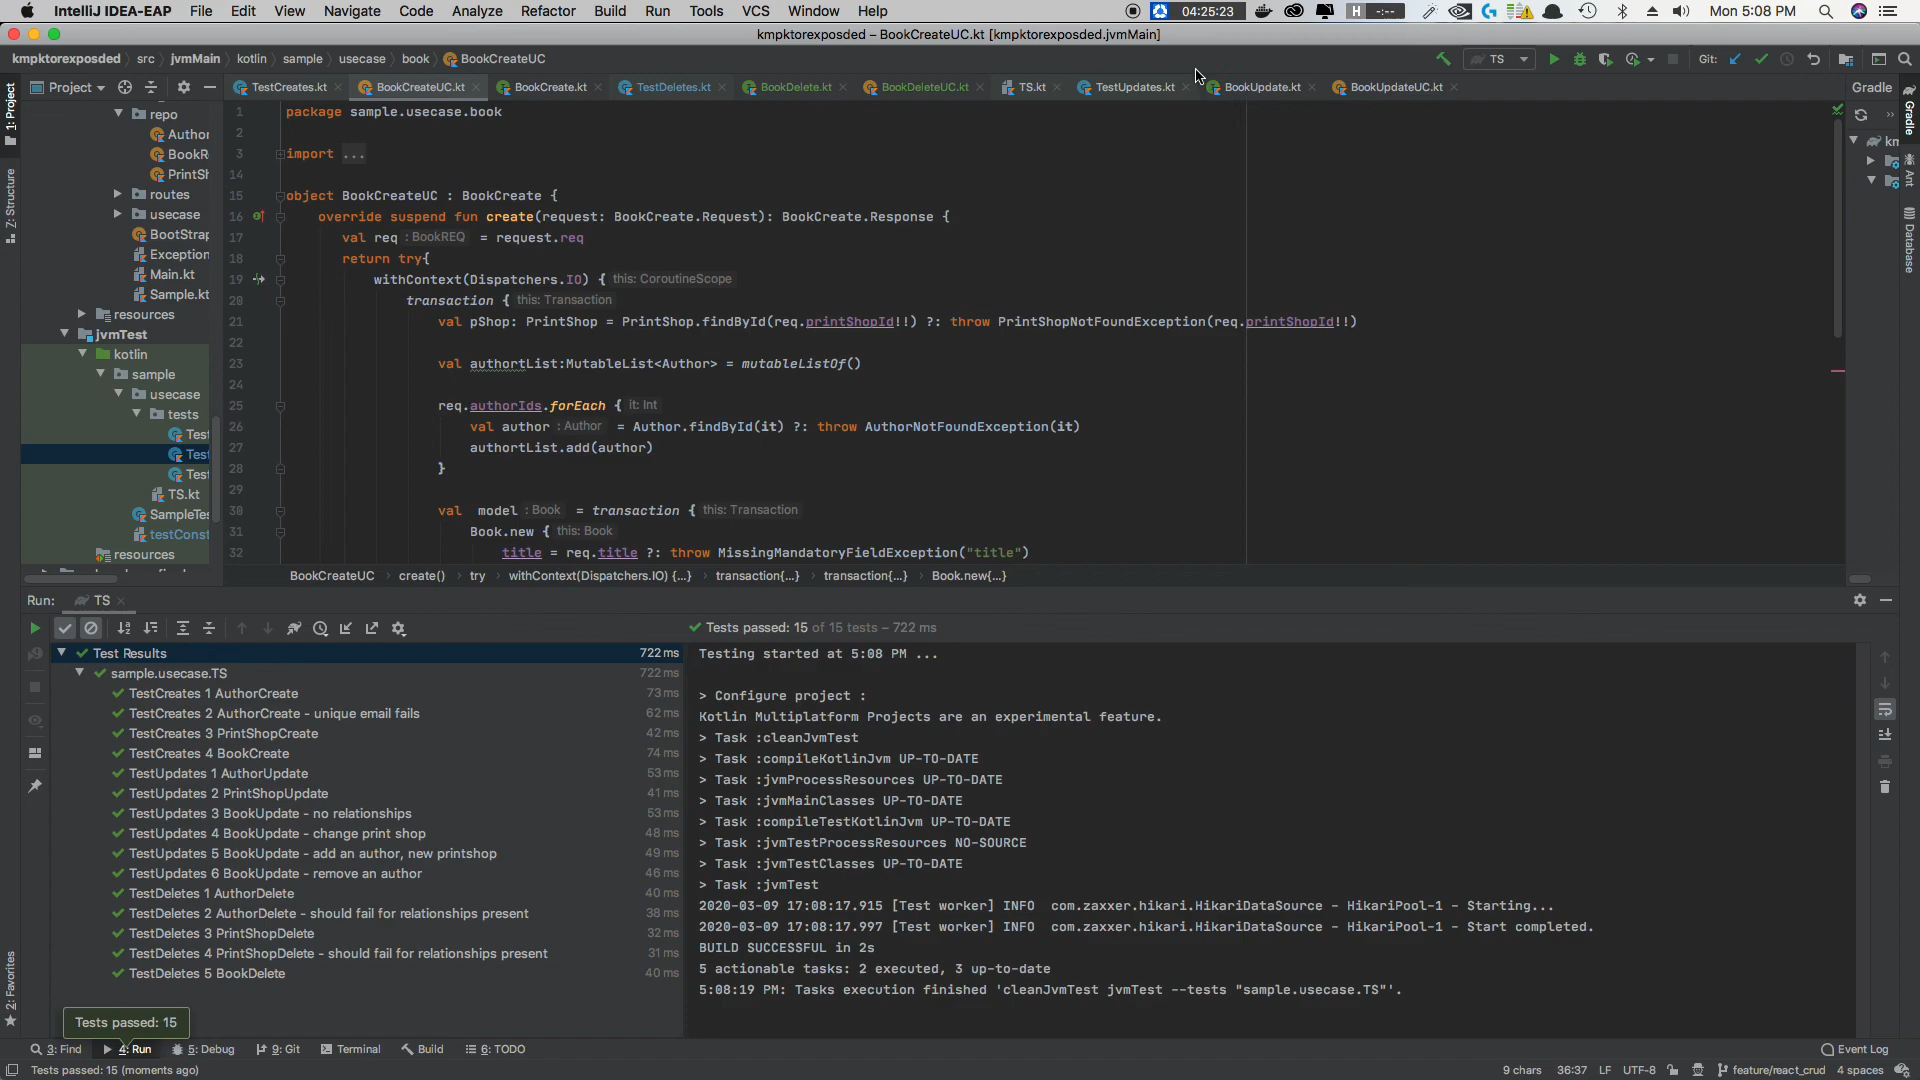 IntelliJ IDEA-EAP File Edit View Navigate Code Analyze Refactor Build Run Tools VCS Window Help 04:25:23 H -:-- Mon 5:08 PM
kmpktorexposded – BookCreateUC.kt [kmpktorexposded.jvmMain]
kmpktorexposded src jvmMain kotlin sample usecase book BookCreateUC TS Git:
1: Project
Project
TestCreates.kt BookCreateUC.kt BookCreate.kt TestDeletes.kt BookDelete.kt BookDeleteUC.kt TS.kt TestUpdates.kt BookUpdate.kt BookUpdateUC.kt
Gradle
Gradle
Ant
Database
km
Z: Structure
2: Favorites
repo
Author
BookR
PrintSh
routes
usecase
BootStrap
Exception
Main.kt
Sample.kt
resources
jvmTest
kotlin
sample
usecase
tests
Test
Test
Test
TS.kt
SampleTes
testConst
resources
1 package sample.usecase.book
2
3 import ...
14
15 object BookCreateUC : BookCreate {
16 override suspend fun create(request: BookCreate.Request): BookCreate.Response {
17 val req : BookREQ = request.req
18 return try{
19 withContext(Dispatchers.IO) { this: CoroutineScope
20 transaction { this: Transaction
21 val pShop: PrintShop = PrintShop.findById(req.printShopId!!) ?: throw PrintShopNotFoundException(req.printShopId!!)
22
23 val authortList:MutableList<Author> = mutableListOf()
24
25 req.authorIds.forEach { it: Int
26 val author : Author = Author.findById(it) ?: throw AuthorNotFoundException(it)
27 authortList.add(author)
28 }
29
30 val model : Book = transaction { this: Transaction
31 Book.new { this: Book
32 title = req.title ?: throw MissingMandatoryFieldException("title")
BookCreateUC create() try withContext(Dispatchers.IO) {...} transaction{...} transaction{...} Book.new{...}
Run: TS
Tests passed: 15 of 15 tests – 722 ms
Test Results 722 ms
sample.usecase.TS 722 ms
TestCreates 1 AuthorCreate 73 ms
TestCreates 2 AuthorCreate - unique email fails 62 ms
TestCreates 3 PrintShopCreate 42 ms
TestCreates 4 BookCreate 74 ms
TestUpdates 1 AuthorUpdate 53 ms
TestUpdates 2 PrintShopUpdate 41 ms
TestUpdates 3 BookUpdate - no relationships 53 ms
TestUpdates 4 BookUpdate - change print shop 48 ms
TestUpdates 5 BookUpdate - add an author, new printshop 49 ms
TestUpdates 6 BookUpdate - remove an author 46 ms
TestDeletes 1 AuthorDelete 40 ms
TestDeletes 2 AuthorDelete - should fail for relationships present 38 ms
TestDeletes 3 PrintShopDelete 32 ms
TestDeletes 4 PrintShopDelete - should fail for relationships present 31 ms
TestDeletes 5 BookDelete 40 ms
Testing started at 5:08 PM ...
> Configure project :
Kotlin Multiplatform Projects are an experimental feature.
> Task :cleanJvmTest
> Task :compileKotlinJvm UP-TO-DATE
> Task :jvmProcessResources UP-TO-DATE
> Task :jvmMainClasses UP-TO-DATE
> Task :compileTestKotlinJvm UP-TO-DATE
> Task :jvmTestProcessResources NO-SOURCE
> Task :jvmTestClasses UP-TO-DATE
> Task :jvmTest
2020-03-09 17:08:17.915 [Test worker] INFO com.zaxxer.hikari.HikariDataSource - HikariPool-1 - Starting...
2020-03-09 17:08:17.997 [Test worker] INFO com.zaxxer.hikari.HikariDataSource - HikariPool-1 - Start completed.
BUILD SUCCESSFUL in 2s
5 actionable tasks: 2 executed, 3 up-to-date
5:08:19 PM: Tasks execution finished 'cleanJvmTest jvmTest --tests "sample.usecase.TS"'.
Tests passed: 15
3: Find 4: Run 5: Debug 9: Git Terminal Build 6: TODO Event Log
Tests passed: 15 (moments ago) 9 chars 36:37 LF UTF-8 feature/react_crud 4 spaces